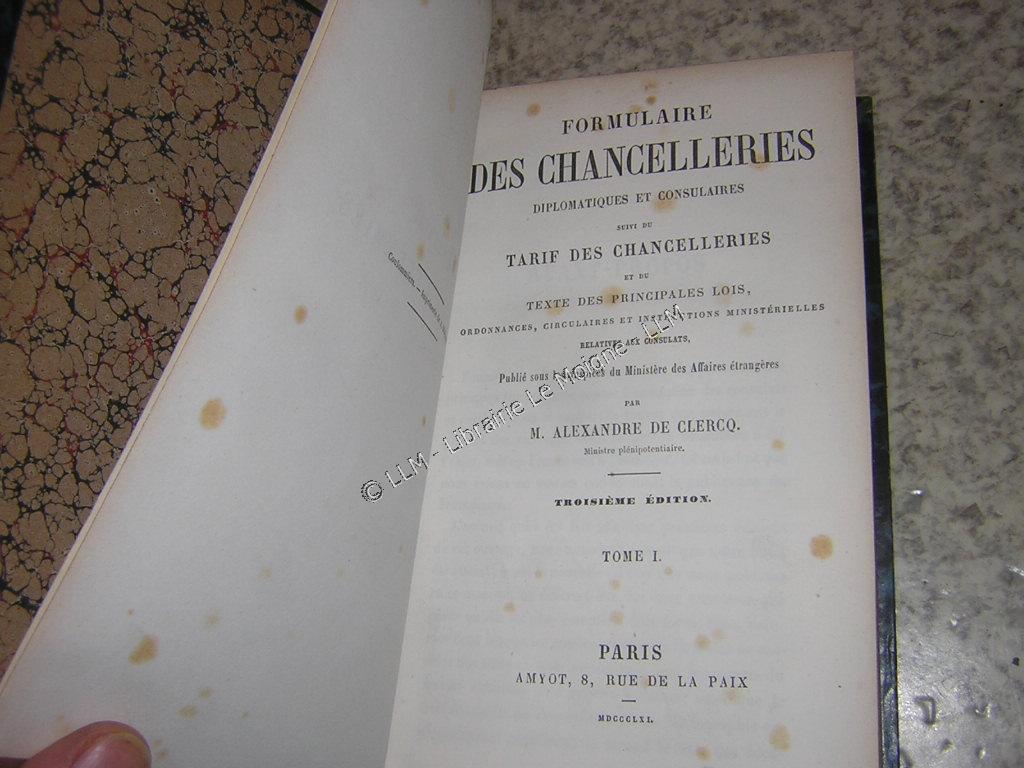 Coulommiers. — Imprimerie
FORMULAIRE
DES CHANCELLERIES
DIPLOMATIQUES ET CONSULAIRES
SUIVI DU
TARIF DES CHANCELLERIES
ET DU
TEXTE DES PRINCIPALES LOIS,
ORDONNANCES, CIRCULAIRES ET INSTRUCTIONS MINISTÉRIELLES
RELATIVES AUX CONSULATS,
Publié sous les auspices du Ministère des Affaires étrangères
PAR
M. ALEXANDRE DE CLERCQ.
Ministre plénipotentiaire.
TROISIÈME ÉDITION.
TOME I.
PARIS
AMYOT, 8, RUE DE LA PAIX
MDCCCLXI.
© LLM - Librairie Le Moigne LLM